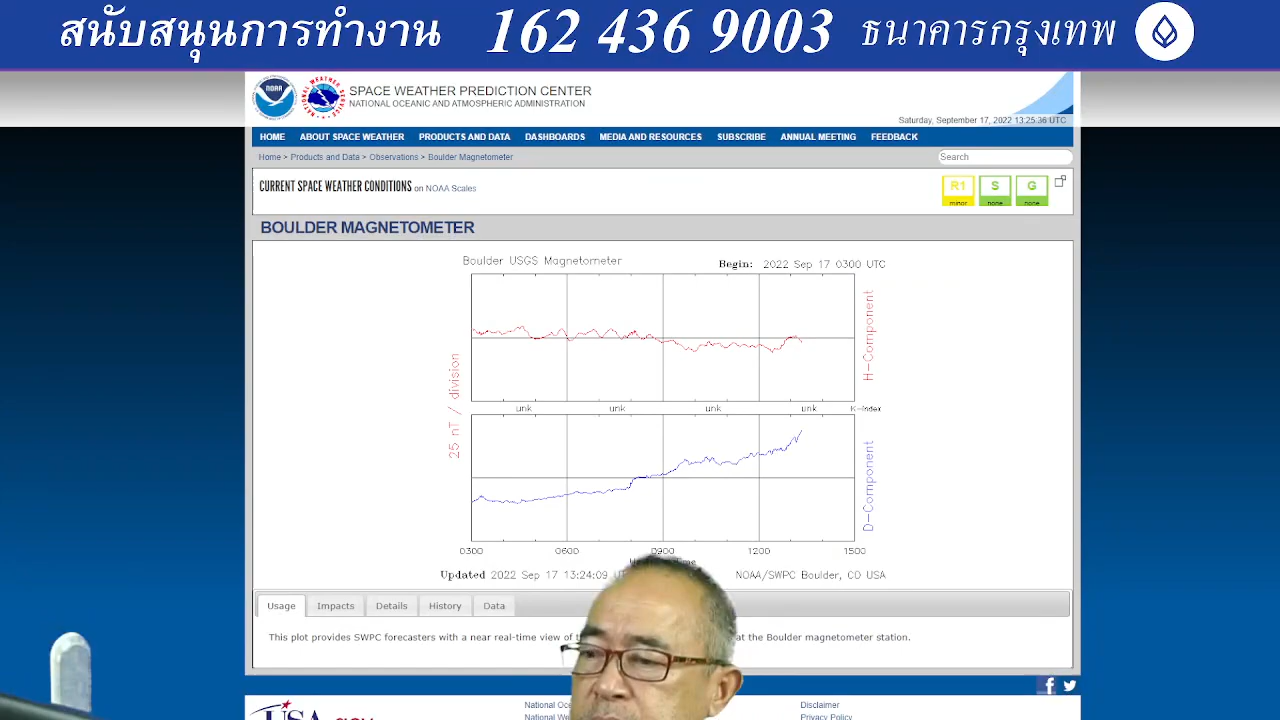 สนับสนุนการทำงาน 162 436 9003 ธนาคารกรุงเทพ
SPACE WEATHER PREDICTION CENTER
NATIONAL OCEANIC AND ATMOSPHERIC ADMINISTRATION
Saturday, September 17, 2022 13:25:36 UTC
HOME ABOUT SPACE WEATHER PRODUCTS AND DATA DASHBOARDS MEDIA AND RESOURCES SUBSCRIBE ANNUAL MEETING FEEDBACK
Home > Products and Data > Observations > Boulder Magnetometer
Search
CURRENT SPACE WEATHER CONDITIONS on NOAA Scales
R1 S G
minor none none
BOULDER MAGNETOMETER
Boulder USGS Magnetometer
Begin: 2022 Sep 17 0300 UTC
25 nT / division
H-Component
unk unk unk unk K-index
D-Component
0300 0600 0900 1200 1500
Updated 2022 Sep 17 13:24:09
NOAA/SWPC Boulder, CO USA
Usage Impacts Details History Data
This plot provides SWPC forecasters with a near real-time view of at the Boulder magnetometer station.
National
National
Disclaimer
Privacy Policy